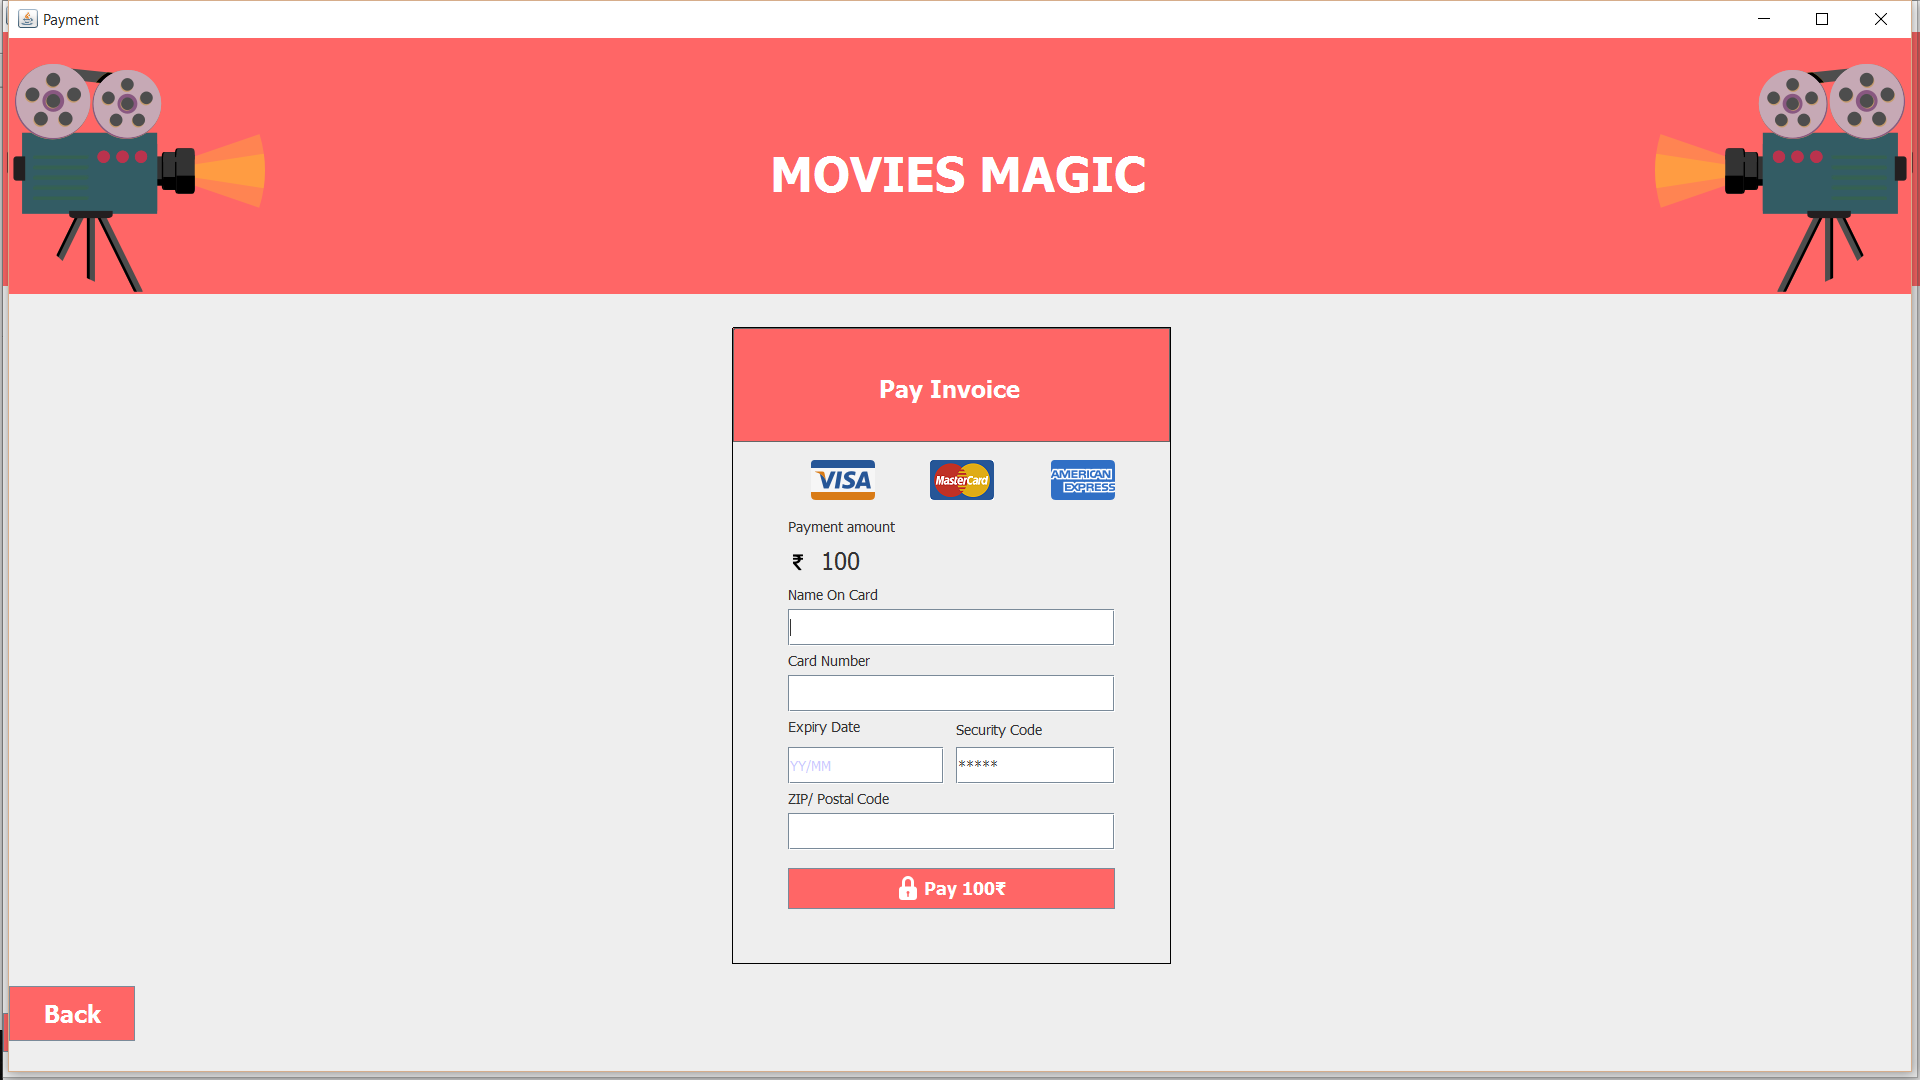 Payment
MOVIES MAGIC
Pay Invoice
VISA MasterCard AMERICAN EXPRESS
Payment amount
₹ 100
Name On Card
Card Number
Expiry Date Security Code
YY/MM *****
ZIP/ Postal Code
Pay 100₹
Back